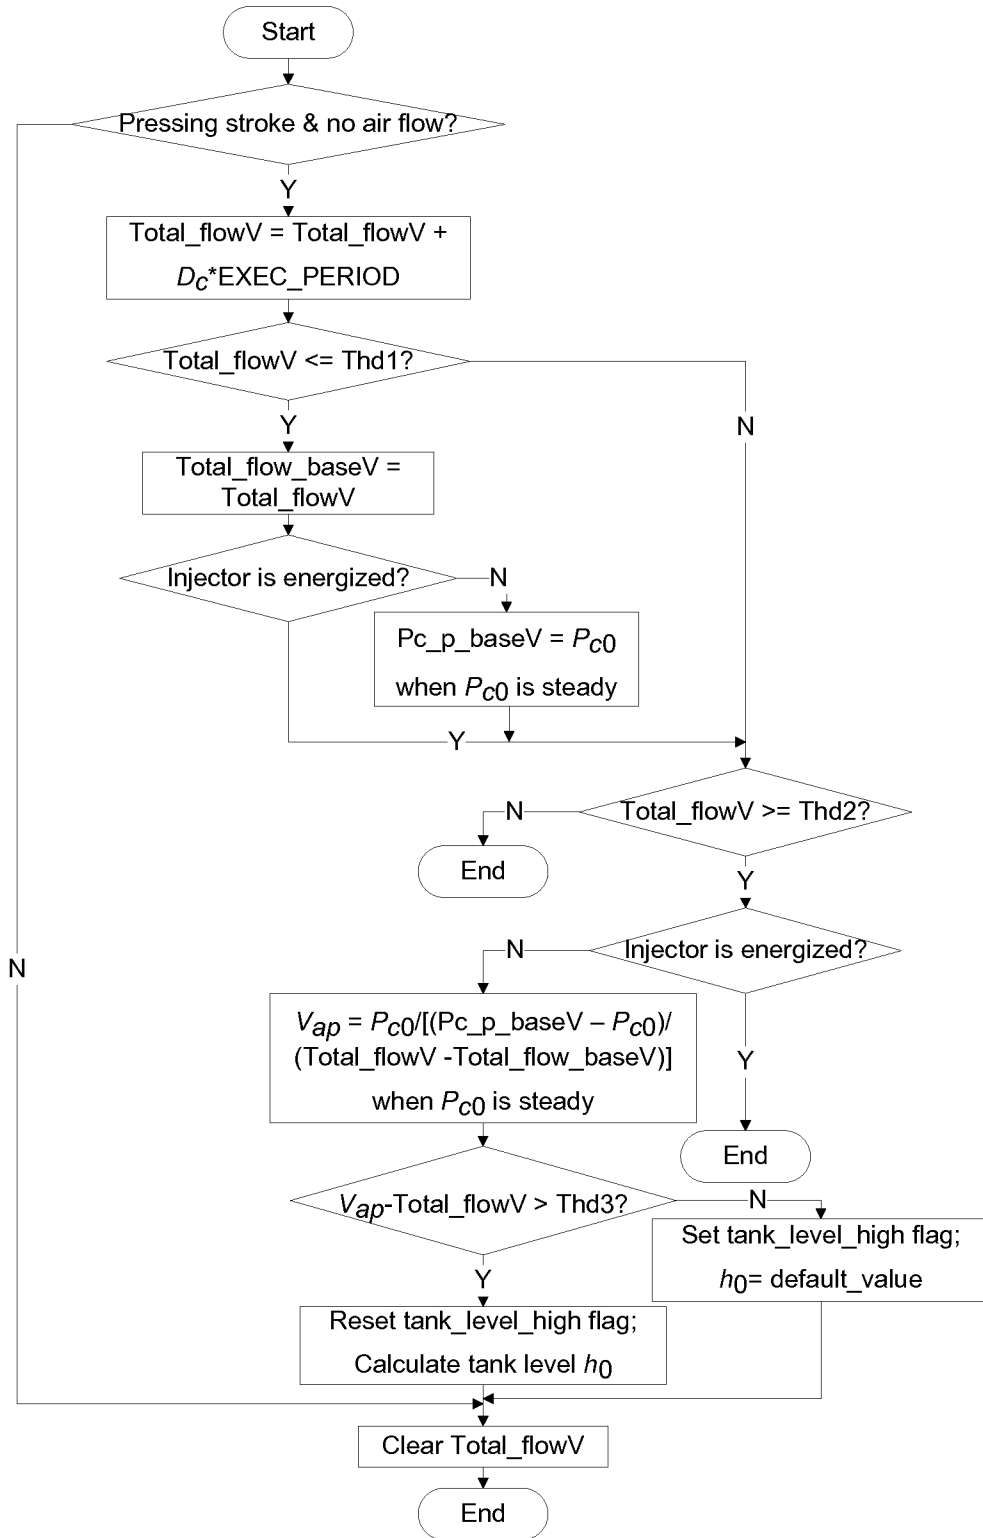 Start
Pressing stroke & no air flow?
Y
Total_flowV = Total_flowV +
Dc*EXEC_PERIOD
Total_flowV <= Thd1?
N
Y
Total_flow_baseV =
Total_flowV
Injector is energized?
N
Pc_p_baseV = Pc0
when Pc0 is steady
Y
Total_flowV >= Thd2?
N
End
Y
Injector is energized?
N
N
Vap = Pc0/[(Pc_p_baseV – Pc0)/
(Total_flowV -Total_flow_baseV)]
when Pc0 is steady
Y
End
Vap-Total_flowV > Thd3?
N
Set tank_level_high flag;
h0= default_value
Y
Reset tank_level_high flag;
Calculate tank level h0
Clear Total_flowV
End